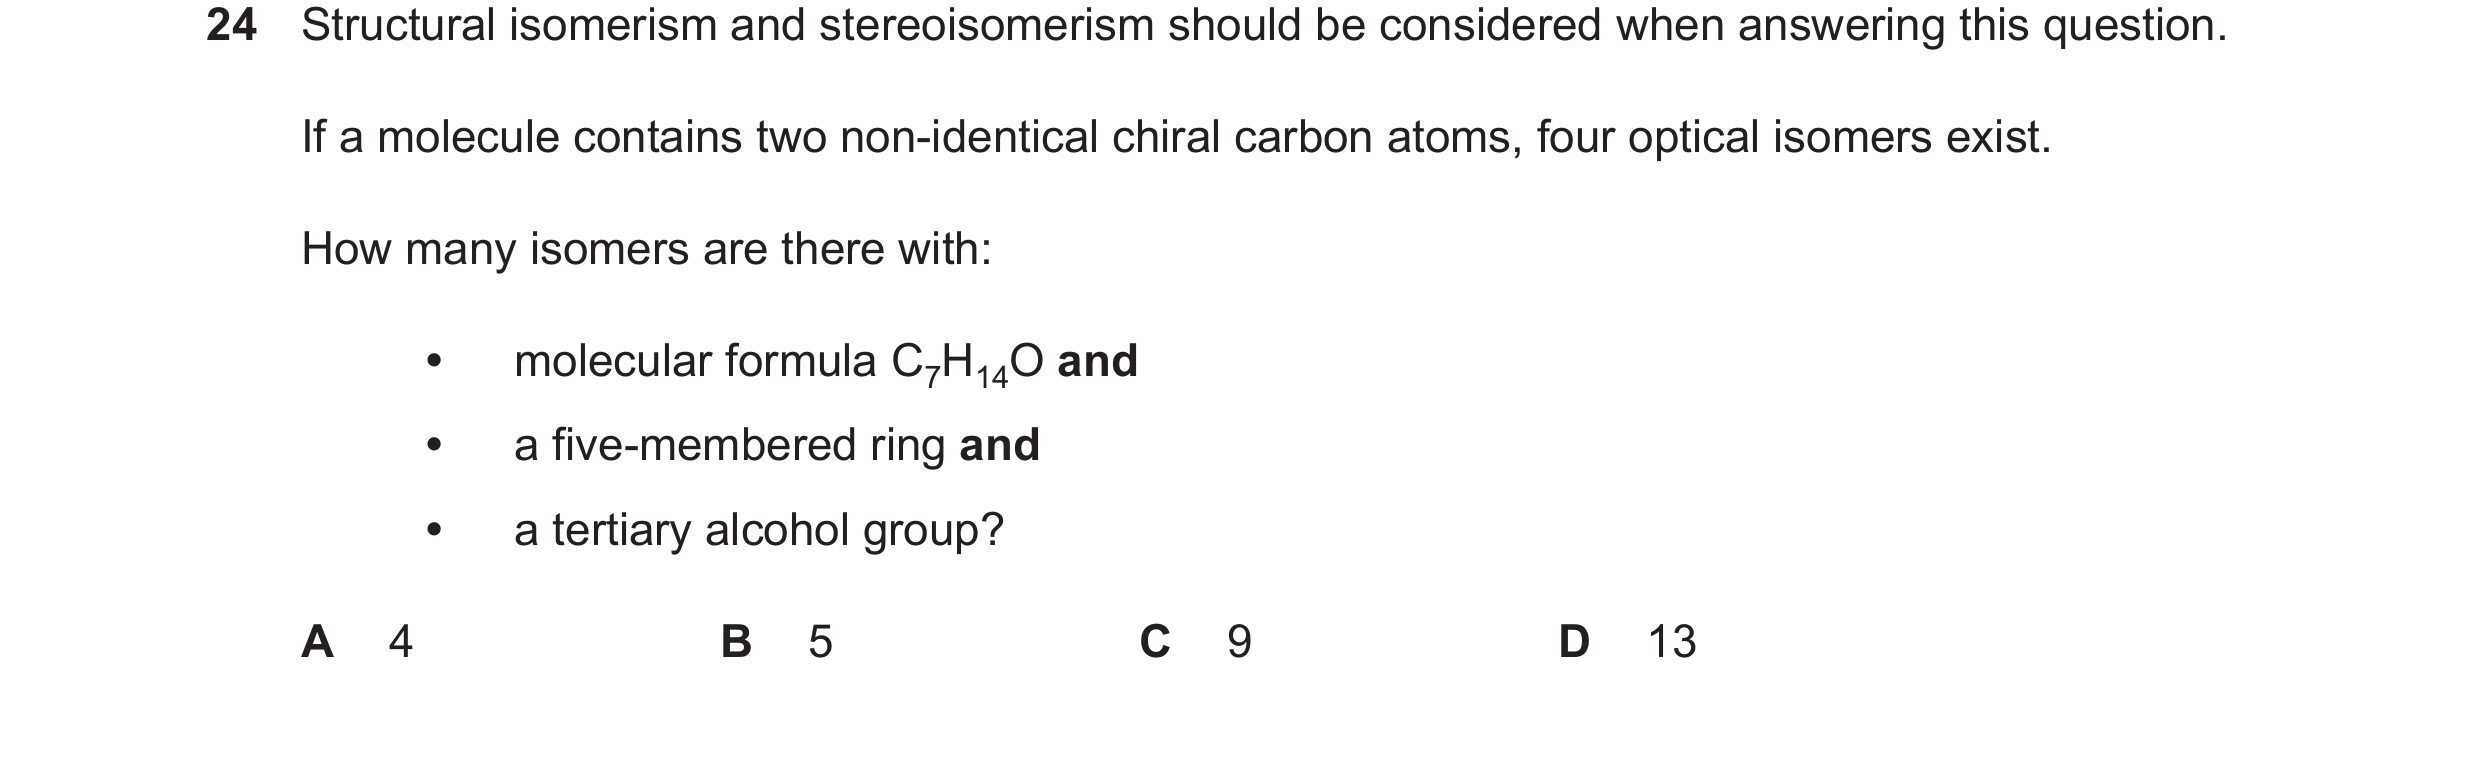 24 Structural isomerism and stereoisomerism should be considered when answering this question.
If a molecule contains two non-identical chiral carbon atoms, four optical isomers exist.
How many isomers are there with:
• molecular formula C₇H₁₄O and
• a five-membered ring and
• a tertiary alcohol group?
A 4 B 5 C 9 D 13